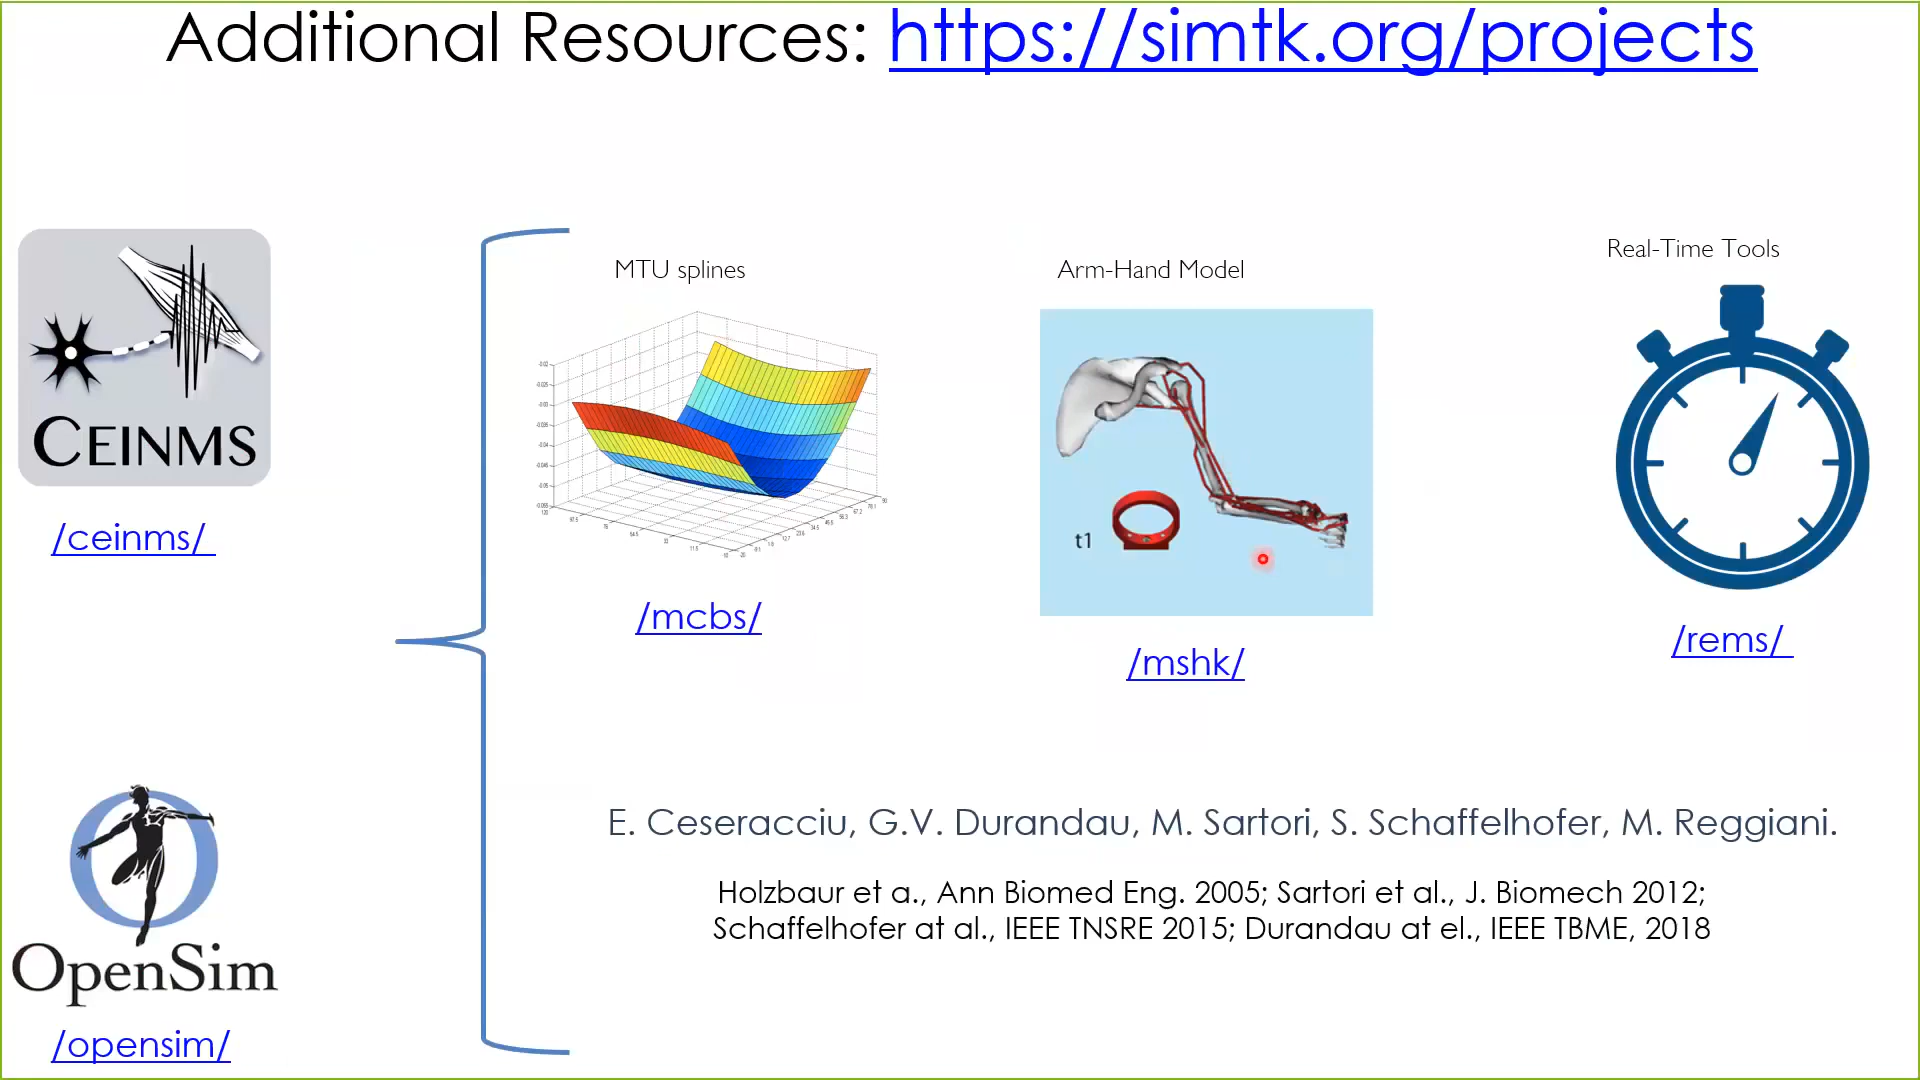 Additional Resources: https://simtk.org/projects
CEINMS
/ceinms/
OpenSim
/opensim/
MTU splines
/mcbs/
Arm-Hand Model
t1
/mshk/
Real-Time Tools
/rems/
E. Ceseracciu, G.V. Durandau, M. Sartori, S. Schaffelhofer, M. Reggiani.
Holzbaur et a., Ann Biomed Eng. 2005; Sartori et al., J. Biomech 2012;
Schaffelhofer at al., IEEE TNSRE 2015; Durandau at el., IEEE TBME, 2018